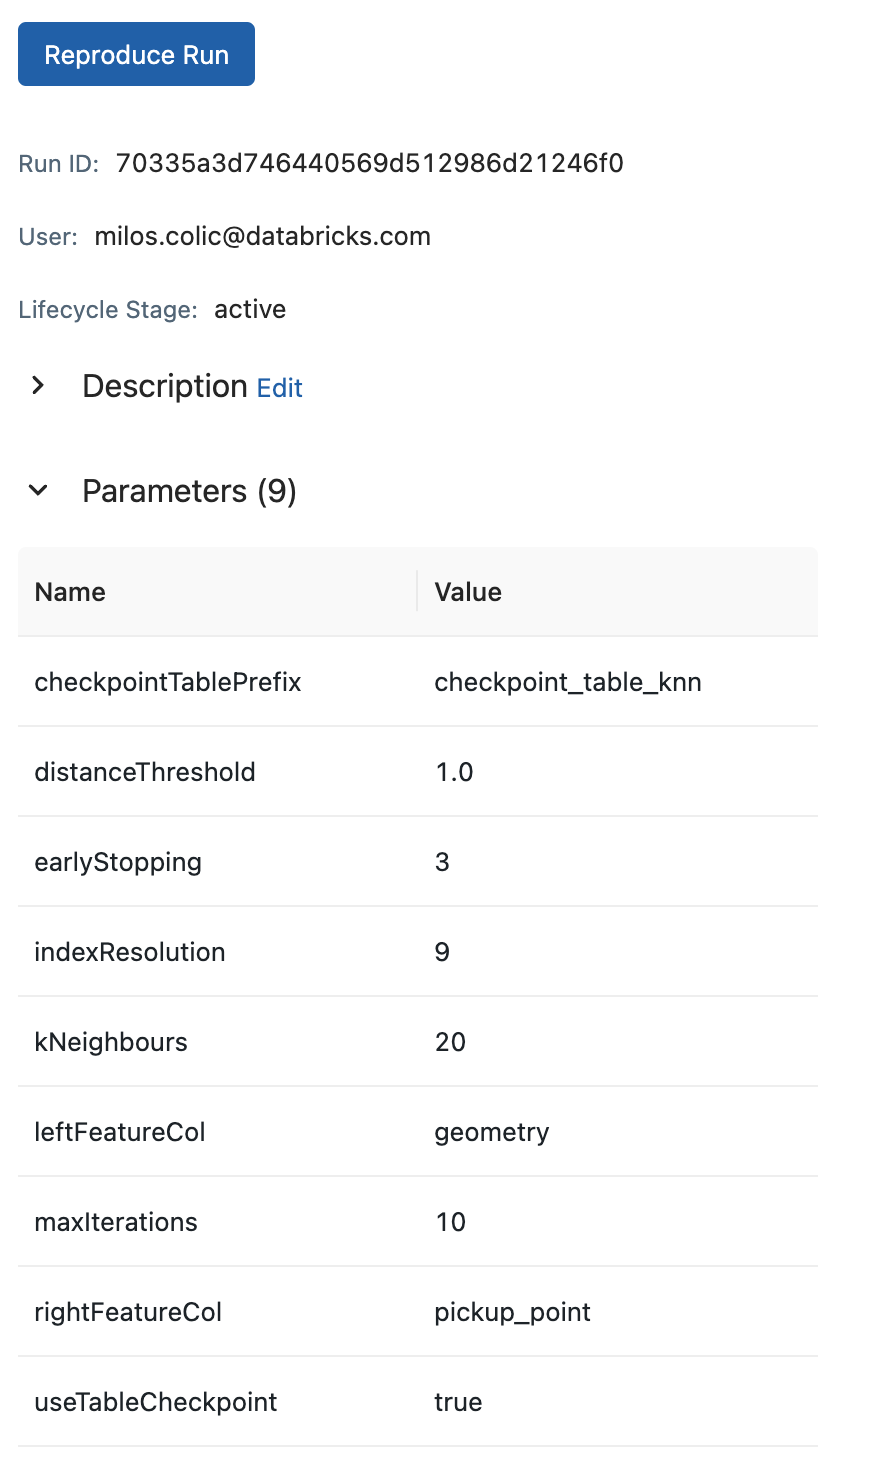 Reproduce Run
Run ID: 70335a3d746440569d512986d21246f0
User: milos.colic@databricks.com
Lifecycle Stage: active
Description Edit
Parameters (9)
Name Value
checkpointTablePrefix checkpoint_table_knn
distanceThreshold 1.0
earlyStopping 3
indexResolution 9
kNeighbours 20
leftFeatureCol geometry
maxIterations 10
rightFeatureCol pickup_point
useTableCheckpoint true